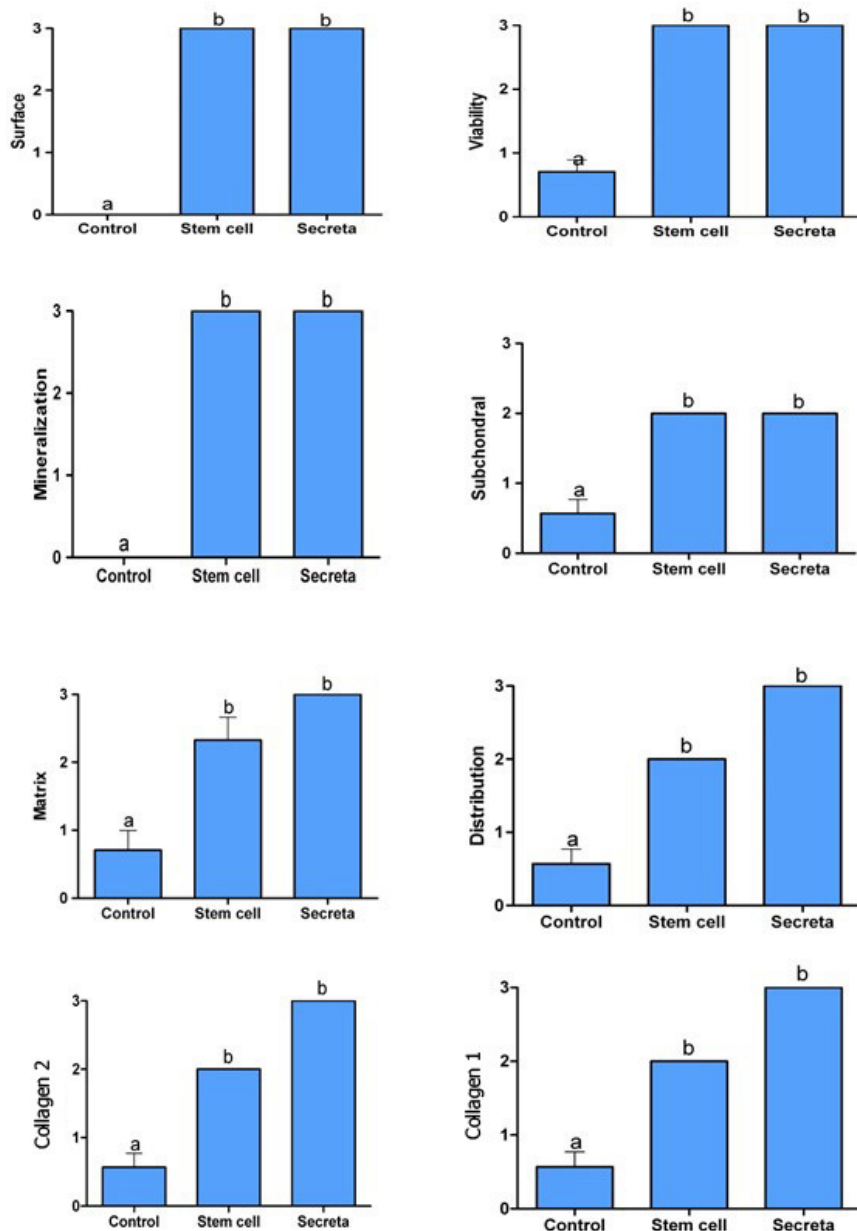 Surface
3
2
1
0
a
b
b
Control Stem cell Secreta
Viability
3
2
1
0
a
b
b
Control Stem cell Secreta
Mineralization
3
2
1
0
a
b
b
Control Stem cell Secreta
Subchondral
3
2
1
0
a
b
b
Control Stem cell Secreta
Matrix
3
2
1
0
a
b
b
Control Stem cell Secreta
Distribution
3
2
1
0
a
b
b
Control Stem cell Secreta
Collagen 2
3
2
1
0
a
b
b
Control Stem cell Secreta
Collagen 1
3
2
1
0
a
b
b
Control Stem cell Secreta